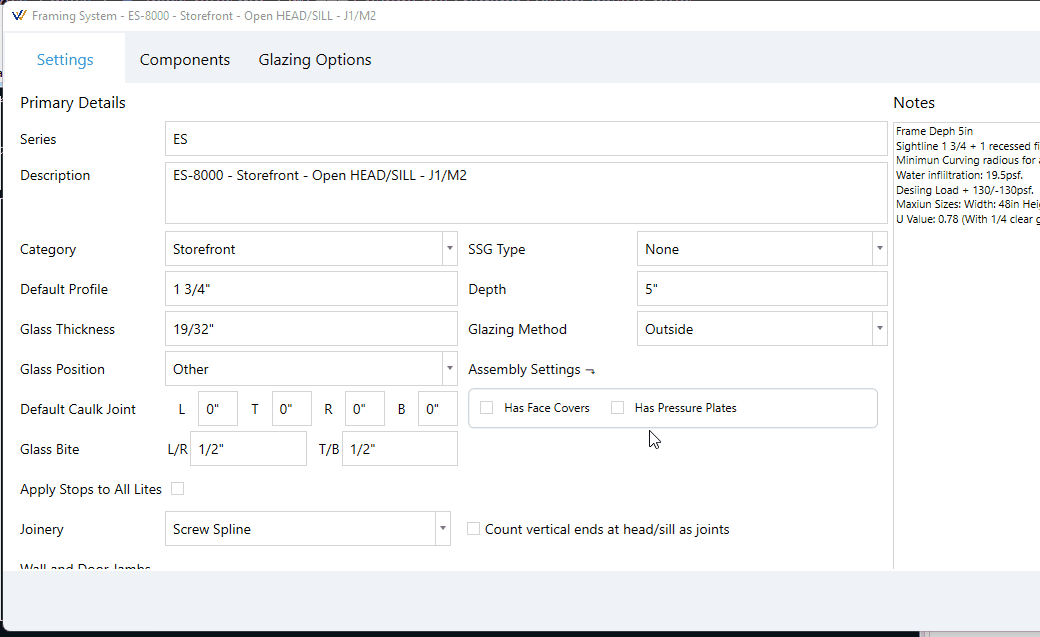 Framing System - ES-8000 - Storefront - Open HEAD/SILL - J1/M2
Settings Components Glazing Options
Primary Details
Series ES
Description ES-8000 - Storefront - Open HEAD/SILL - J1/M2
Category Storefront SSG Type None
Default Profile 1 3/4" Depth 5"
Glass Thickness 19/32" Glazing Method Outside
Glass Position Other Assembly Settings
Default Caulk Joint L 0" T 0" R 0" B 0" Has Face Covers Has Pressure Plates
Glass Bite L/R 1/2" T/B 1/2"
Apply Stops to All Lites
Joinery Screw Spline Count vertical ends at head/sill as joints
Wall and Door Jambs
Notes
Frame Deph 5in
Sightline 1 3/4 + 1 recessed fi
Minimun Curving radious for
Water infiiltration: 19.5psf.
Desiing Load + 130/-130psf.
Maxiun Sizes: Width: 48in Hei
U Value: 0.78 (With 1/4 clear g